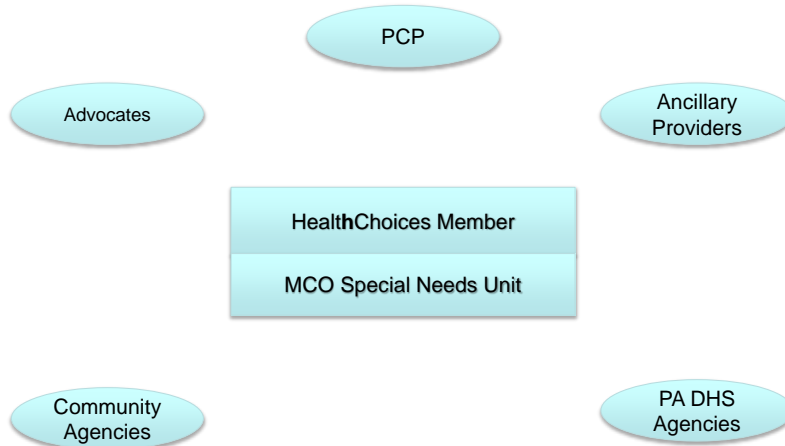 PCP
Advocates
Ancillary
Providers
HealthChoices Member
MCO Special Needs Unit
Community
Agencies
PA DHS
Agencies